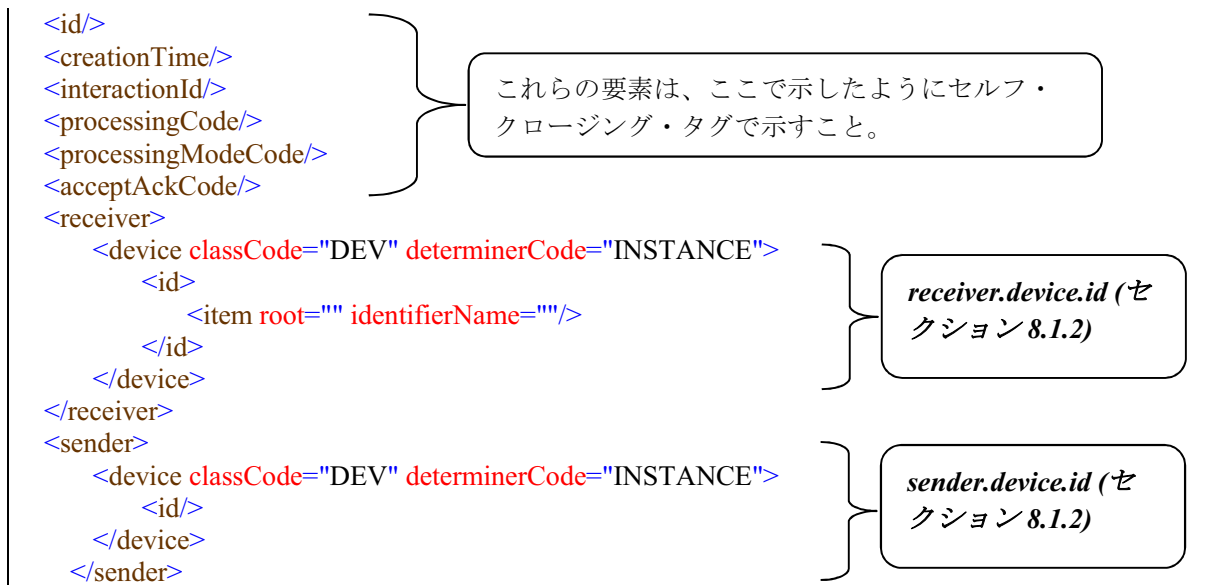 <id/>
<creationTime/>
<interactionId/>
<processingCode/>
<processingModeCode/>
<acceptAckCode/>
これらの要素は、ここで示したようにセルフ・
クロージング・タグで示すこと。
<receiver>
<device classCode="DEV" determinerCode="INSTANCE">
<id>
<item root="" identifierName=""/>
</id>
</device>
</receiver>
receiver.device.id (セ
クション 8.1.2)
<sender>
<device classCode="DEV" determinerCode="INSTANCE">
<id/>
</device>
</sender>
sender.device.id (セ
クション 8.1.2)